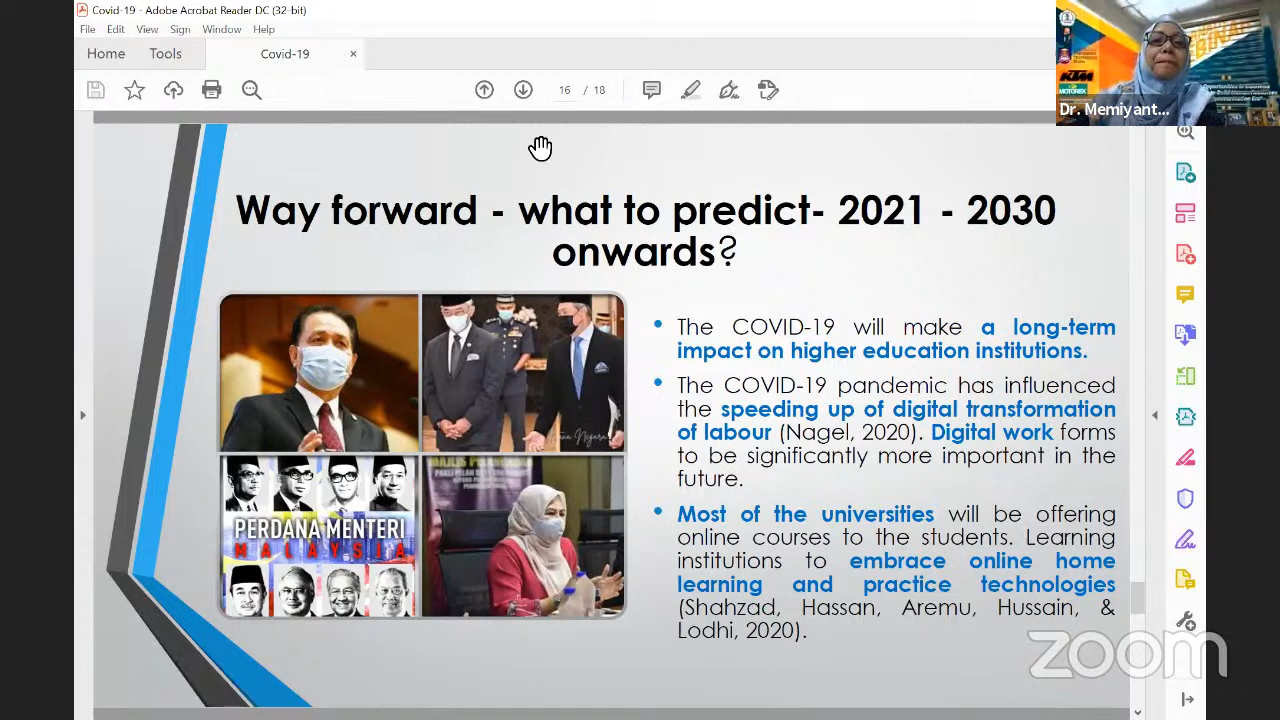 Covid-19 - Adobe Acrobat Reader DC (32-bit)
File Edit View Sign Window Help
Home Tools Covid-19 ×
16 / 18
KTM
MOTOREX
Dr. Memiyant...
Way forward - what to predict- 2021 - 2030
onwards?
PERDANA MENTERI
MALAYSIA
• The COVID-19 will make a long-term
impact on higher education institutions.
• The COVID-19 pandemic has influenced
the speeding up of digital transformation
of labour (Nagel, 2020). Digital work forms
to be significantly more important in the
future.
• Most of the universities will be offering
online courses to the students. Learning
institutions to embrace online home
learning and practice technologies
(Shahzad, Hassan, Aremu, Hussain, &
Lodhi, 2020).
zoom